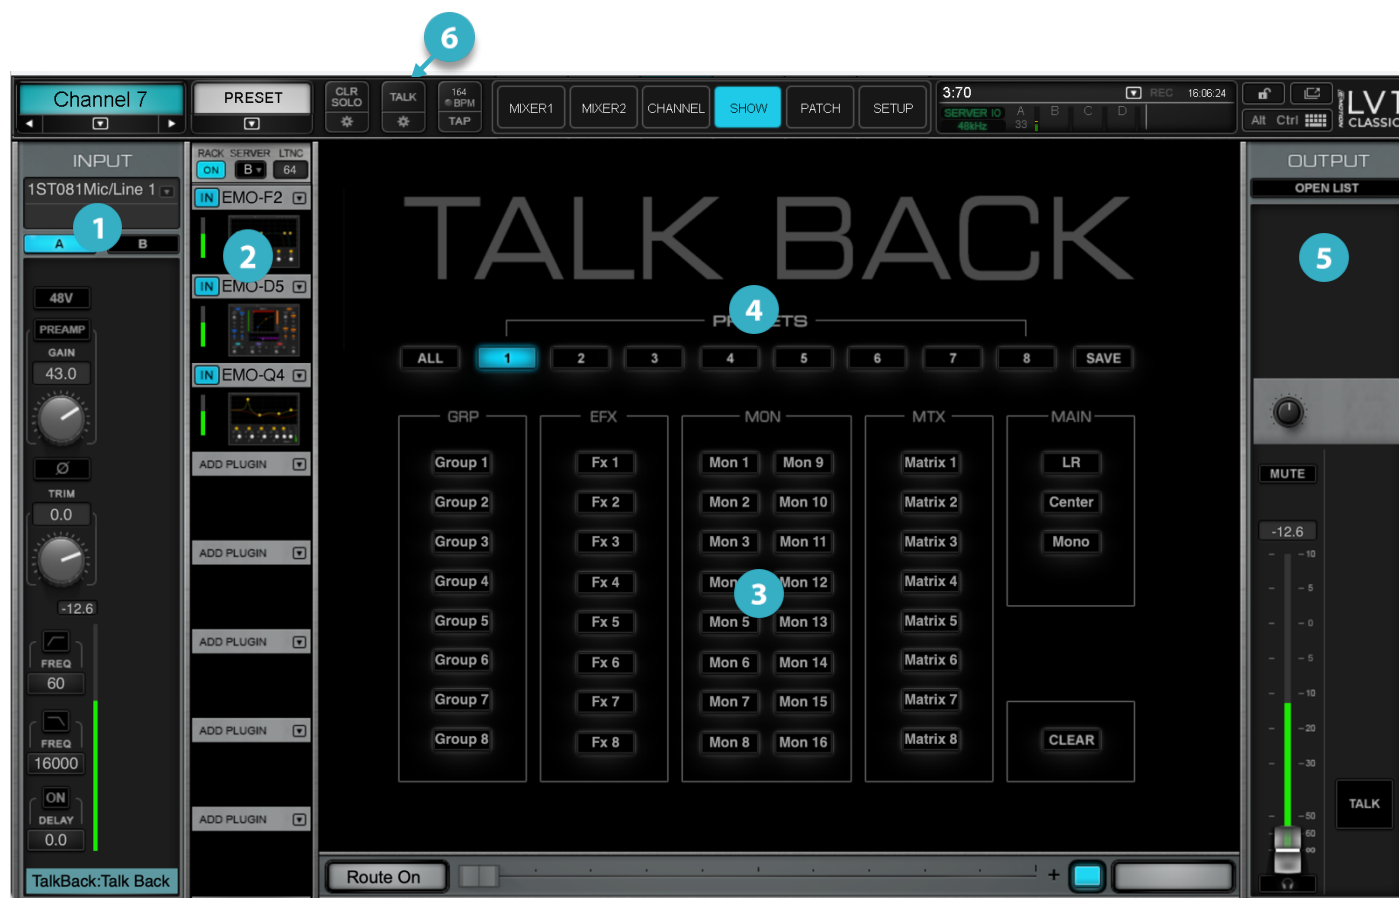 6
Channel 7
PRESET
CLR SOLO
TALK
164 BPM
TAP
MIXER1
MIXER2
CHANNEL
SHOW
PATCH
SETUP
3:70
REC
16:06:24
SERVER IO
48kHz
A
B
C
D
33
Alt
Ctrl
LV1
CLASSIC
INPUT
1ST081Mic/Line 1
1
A
B
48V
PREAMP
GAIN
43.0
Ø
TRIM
0.0
-12.6
FREQ
60
FREQ
16000
ON
DELAY
0.0
TalkBack:Talk Back
RACK SERVER LTNC
ON
B
64
IN EMO-F2
2
IN EMO-D5
IN EMO-Q4
ADD PLUGIN
ADD PLUGIN
ADD PLUGIN
ADD PLUGIN
ADD PLUGIN
TALK BACK
4
ALL
1
2
3
4
5
6
7
8
SAVE
GRP
Group 1
Group 2
Group 3
Group 4
Group 5
Group 6
Group 7
Group 8
EFX
Fx 1
Fx 2
Fx 3
Fx 4
Fx 5
Fx 6
Fx 7
Fx 8
MON
Mon 1 Mon 9
Mon 2 Mon 10
Mon 3 Mon 11
Mon 12
3
Mon 5 Mon 13
Mon 6 Mon 14
Mon 7 Mon 15
Mon 8 Mon 16
MTX
Matrix 1
Matrix 2
Matrix 3
Matrix 4
Matrix 5
Matrix 6
Matrix 7
Matrix 8
MAIN
LR
Center
Mono
CLEAR
Route On
+
OUTPUT
OPEN LIST
5
MUTE
-12.6
10
5
0
5
10
20
30
50
60
∞
TALK